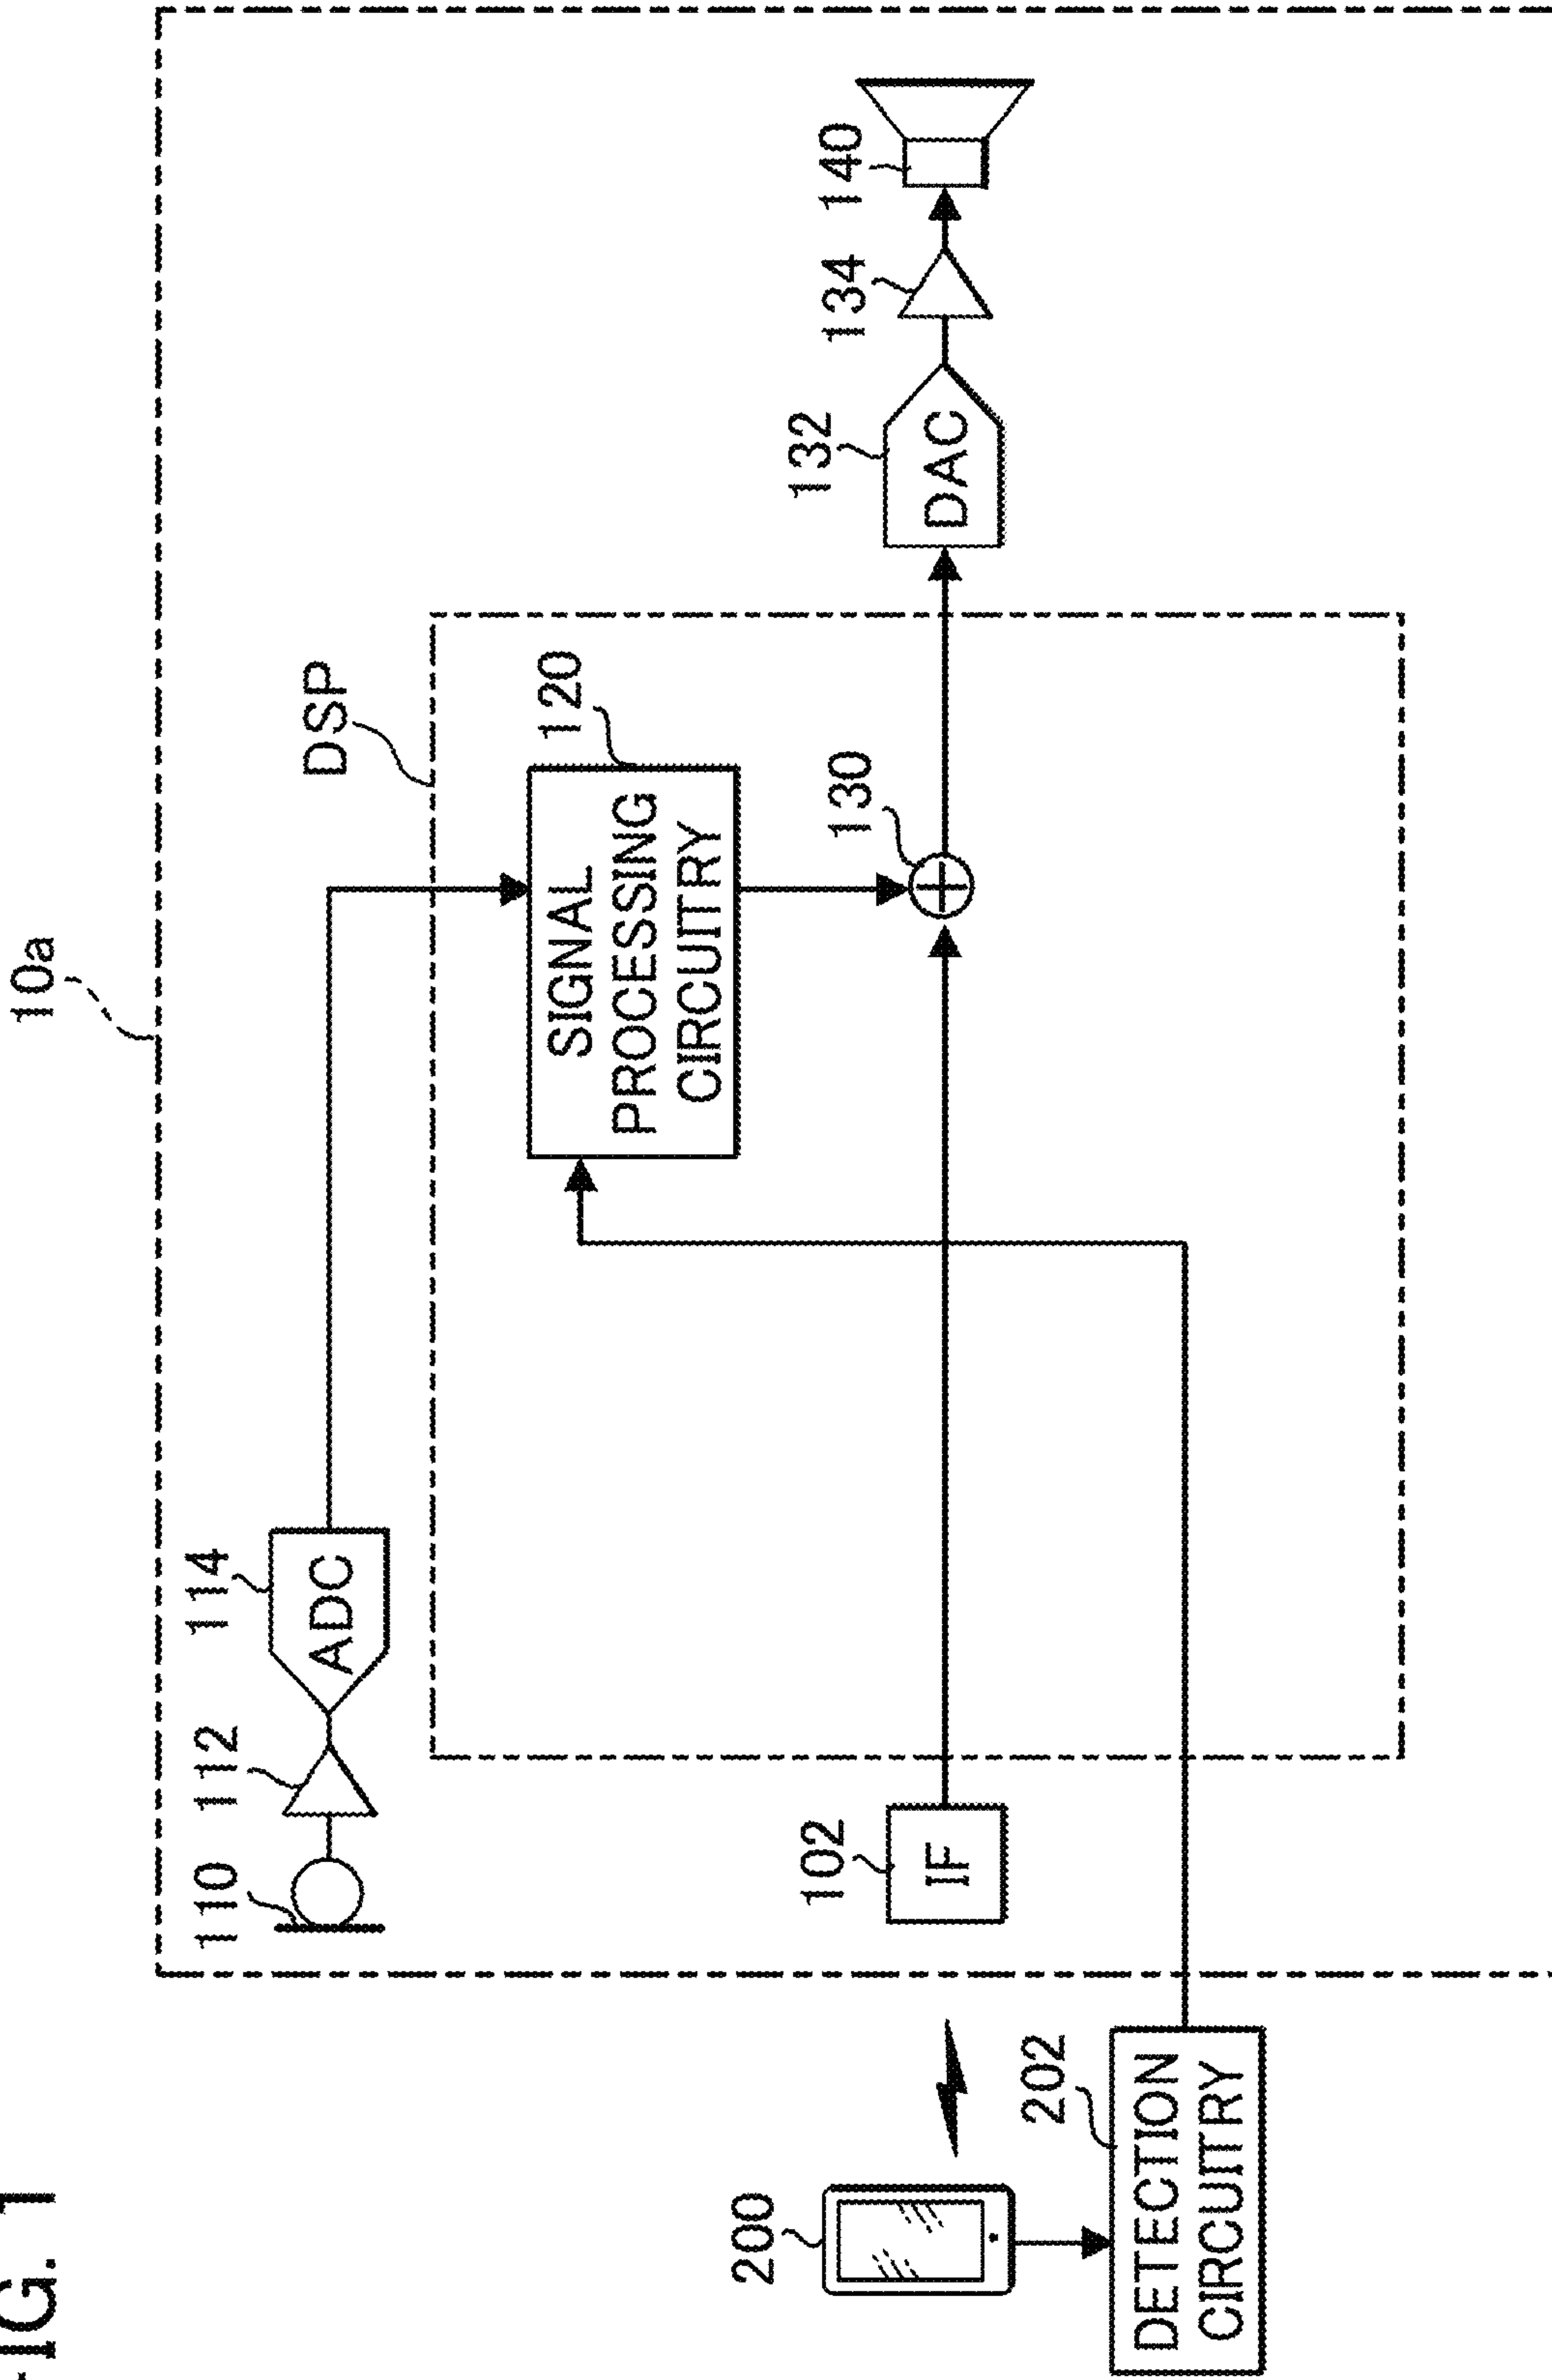 FIG. 1
10a
110
112
114
ADC
DSP
SIGNAL
PROCESSING
CIRCUITRY
120
130
132
DAC
134
140
102
IF
200
202
DETECTION
CIRCUITRY